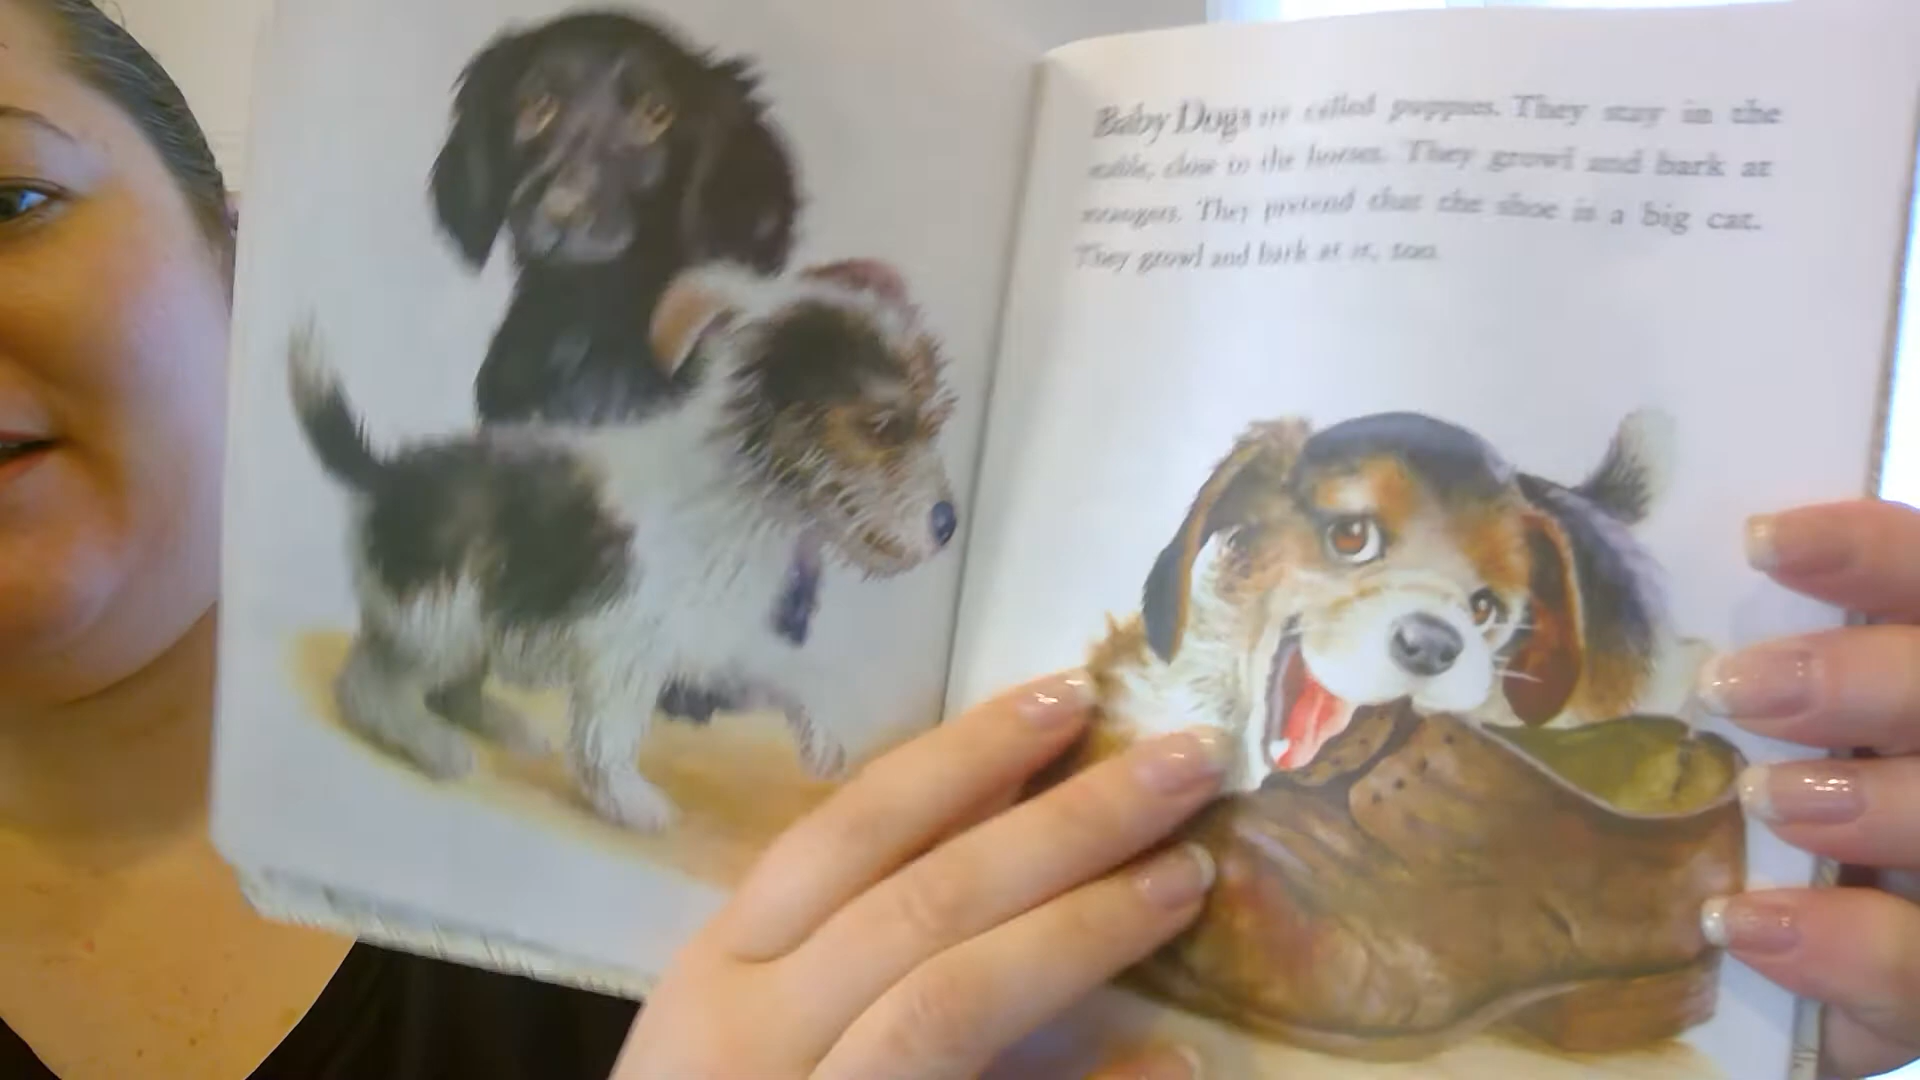 Baby Dogs are called puppies. They stay in the
stable, close to the horses. They growl and bark at
strangers. They pretend that the shoe is a big cat.
They growl and bark at it, too.